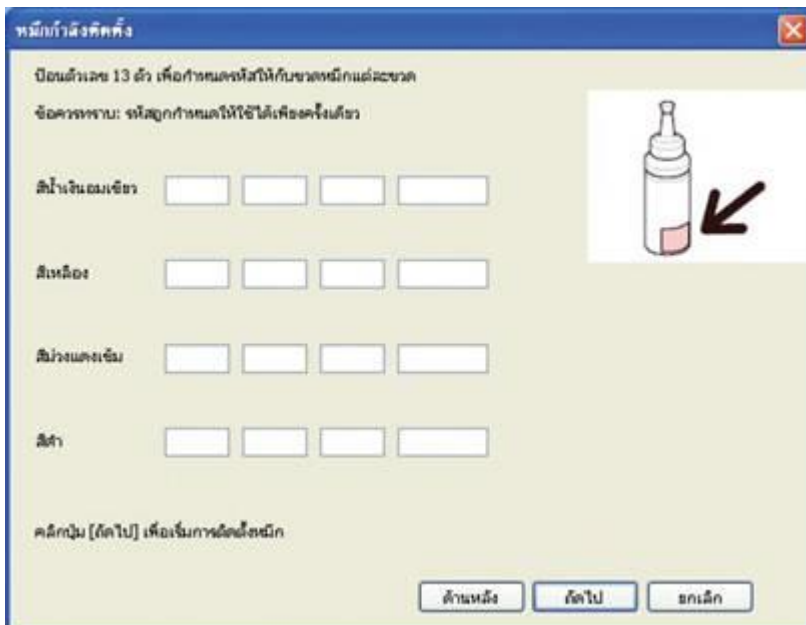 หมึกกำลังติดตั้ง
ป้อนตัวเลข 13 ตัว เพื่อกำหนดรหัสให้กับขวดหมึกแต่ละขวด
ข้อควรทราบ: รหัสถูกกำหนดให้ใช้ได้เพียงครั้งเดียว
สีน้ำเงินอมเขียว
สีเหลือง
สีม่วงแดงเข้ม
สีดำ
คลิกปุ่ม [ถัดไป] เพื่อเริ่มการติดตั้งหมึก
ด้านหลัง ถัดไป ยกเลิก